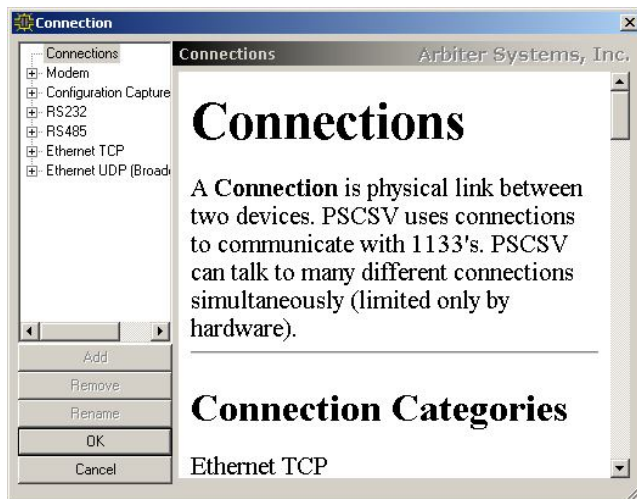 Connection
Connections
Modem
Configuration Capture
RS232
RS485
Ethernet TCP
Ethernet UDP (Broad
Add
Remove
Rename
OK
Cancel
Connections Arbiter Systems, Inc.
Connections
A Connection is physical link between
two devices. PSCSV uses connections
to communicate with 1133's. PSCSV
can talk to many different connections
simultaneously (limited only by
hardware).
Connection Categories
Ethernet TCP